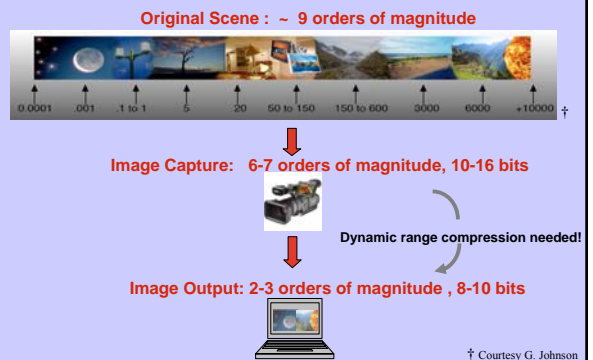 Original Scene : ~ 9 orders of magnitude
0.0001 .001 .1 to 1 5 20 50 to 150 150 to 600 3000 6000 +10000 †
Image Capture: 6-7 orders of magnitude, 10-16 bits
Dynamic range compression needed!
Image Output: 2-3 orders of magnitude , 8-10 bits
† Courtesy G. Johnson